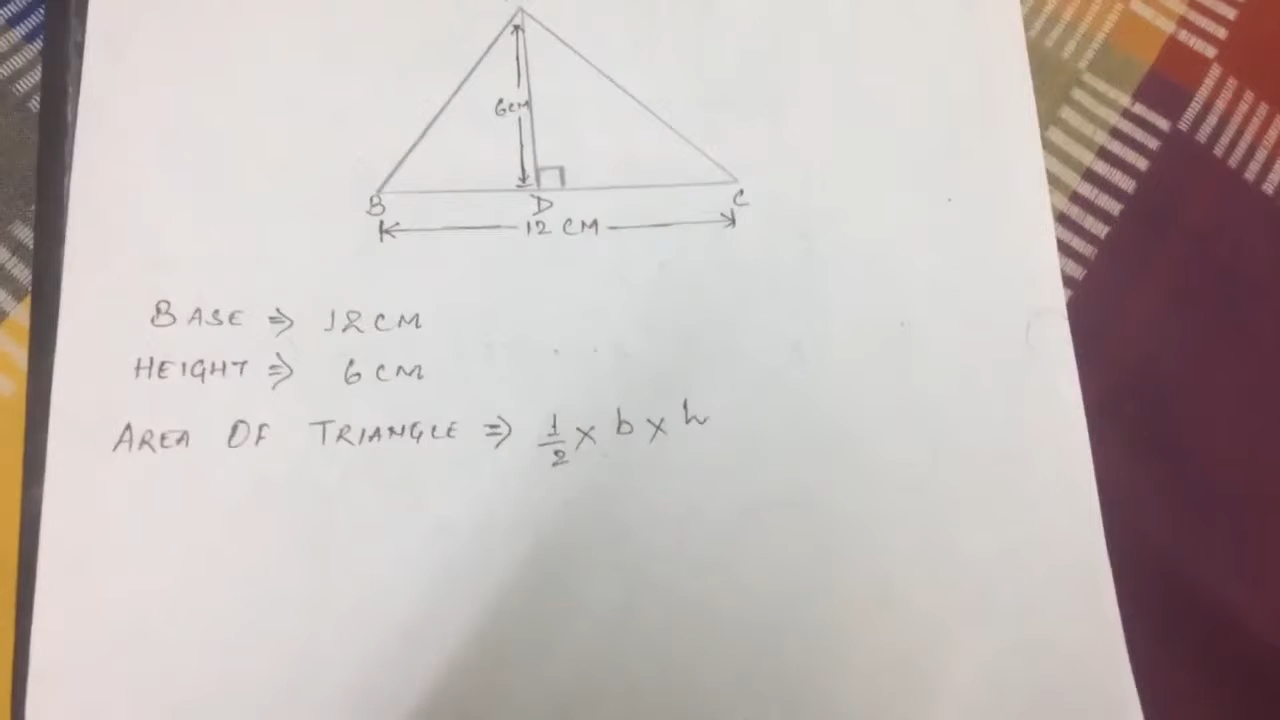 6CM
B D C
12 CM
BASE ⇒ 12CM
HEIGHT ⇒ 6 CM
AREA OF TRIANGLE ⇒ 1/2 × b × h